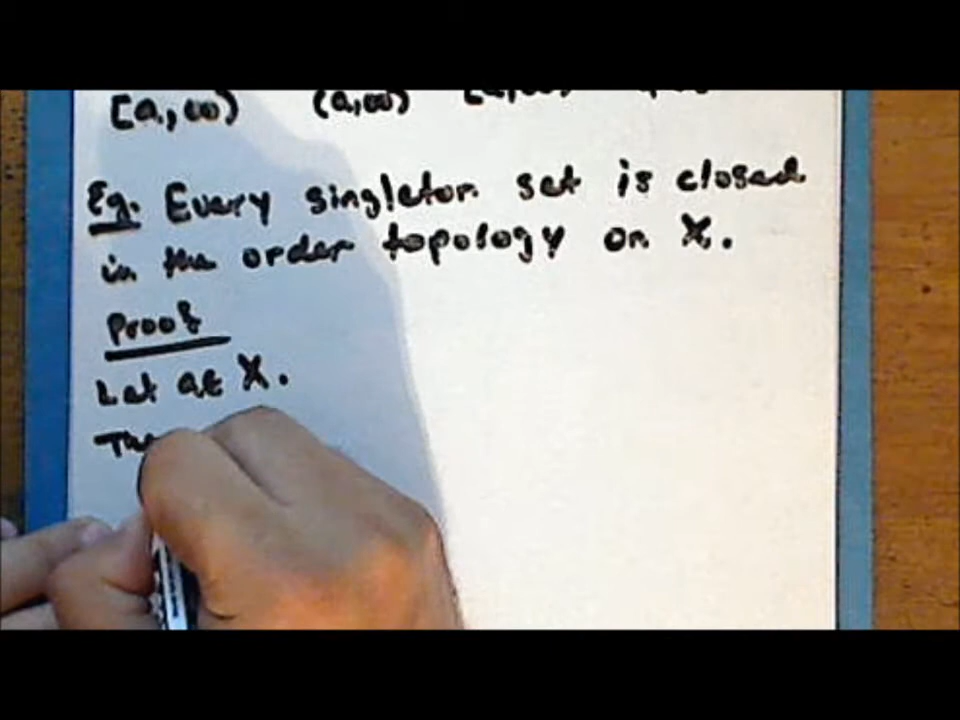 [a, ∞) (a, ∞)
Eg. Every singleton set is closed
in the order topology on X.
Proof
Let a ∈ X.